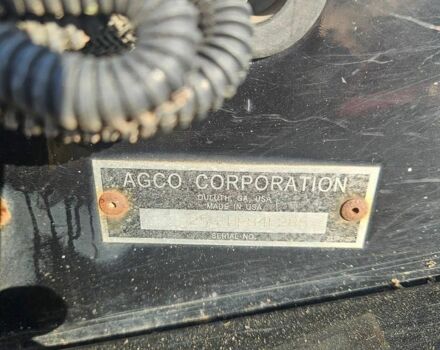 AGCO CORPORATION
DULUTH, GA, USA
MADE IN USA
SERIAL NO.